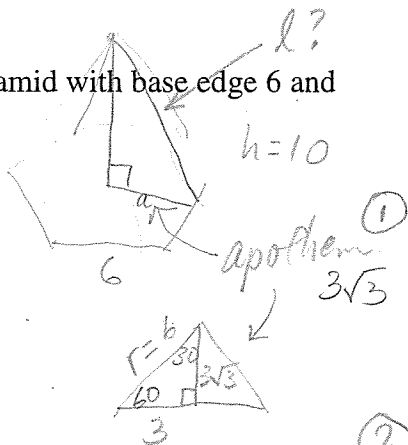 l?
amid with base edge 6 and
h=10
①
a
apothem
6
3√3
r=6
30
3√3
60
3
②